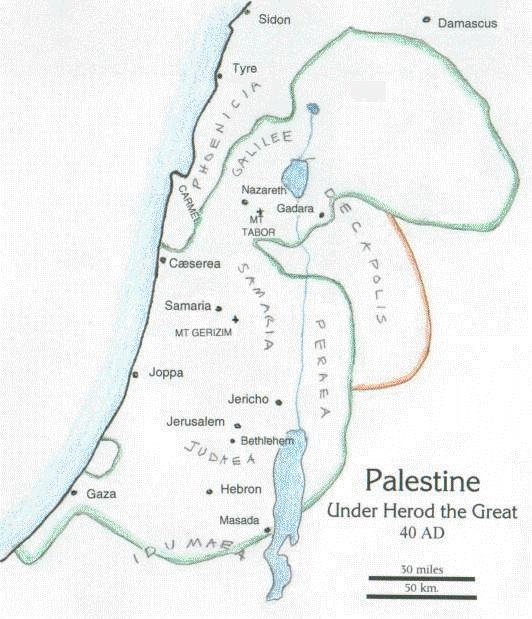 Sidon
Damascus
Tyre
PHOENICIA
GALILEE
CARMEL
Nazareth
MT
TABOR
Gadara
DECAPOLIS
Cæserea
SAMARIA
Samaria
MT GERIZIM
PERAEA
Joppa
Jericho
Jerusalem
Bethlehem
JUDAEA
Hebron
Gaza
Masada
IDUMAEA
Palestine
Under Herod the Great
40 AD
30 miles
50 km.